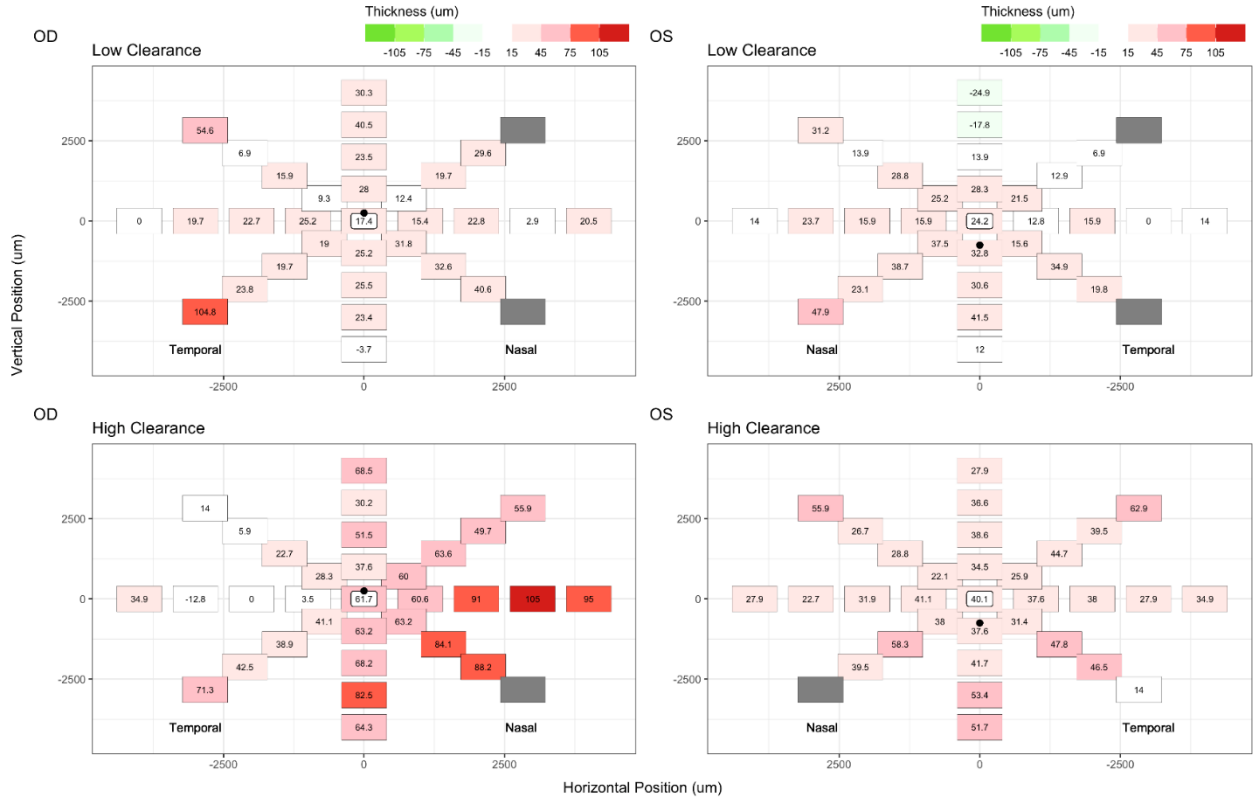 Thickness (um)
-105 -75 -45 -15 15 45 75 105
OD
Low Clearance
30.3
40.5
54.6
6.9 23.5 29.6
15.9 28 19.7
9.3 12.4
0 19.7 22.7 25.2 17.4 15.4 22.8 2.9 20.5
19 25.2 31.8
19.7 32.6
23.8 25.5 40.6
104.8 23.4
-3.7
Temporal Nasal
2500
0
-2500
-2500 0 2500
Thickness (um)
-105 -75 -45 -15 15 45 75 105
OS
Low Clearance
-24.9
-17.8
31.2
13.9 13.9 6.9
28.8 28.3 12.9
25.2 21.5
14 23.7 15.9 15.9 24.2 12.8 15.9 0 14
37.5 32.8 15.6
38.7 34.9
23.1 30.6 19.8
47.9 41.5
12
Nasal Temporal
2500
0
-2500
2500 0 -2500
OD
High Clearance
68.5
14 30.2 55.9
5.9 51.5 49.7
22.7 37.6 63.6
28.3 60
34.9 -12.8 0 3.5 61.7 60.6 91 105 95
41.1 63.2 63.2
38.9 84.1
42.5 68.2 88.2
71.3 82.5
64.3
Temporal Nasal
2500
0
-2500
-2500 0 2500
OS
High Clearance
27.9
55.9 36.6 62.9
26.7 38.6 39.5
28.8 34.5 44.7
22.1 25.9
27.9 22.7 31.9 41.1 40.1 37.6 38 27.9 34.9
38 37.6 31.4
58.3 47.8
39.5 41.7 46.5
53.4 14
51.7
Nasal Temporal
2500
0
-2500
2500 0 -2500
Vertical Position (um)
Horizontal Position (um)